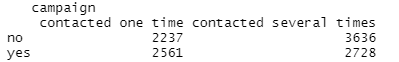 campaign
contacted one time contacted several times
no 2237 3636
yes 2561 2728